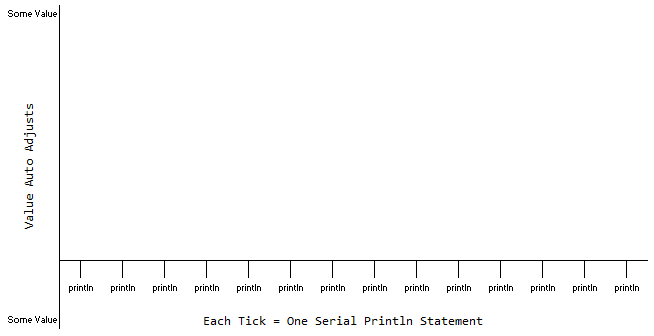 Some Value
Value Auto Adjusts
println println println println println println println println println println println println println println
Some Value
Each Tick = One Serial Println Statement